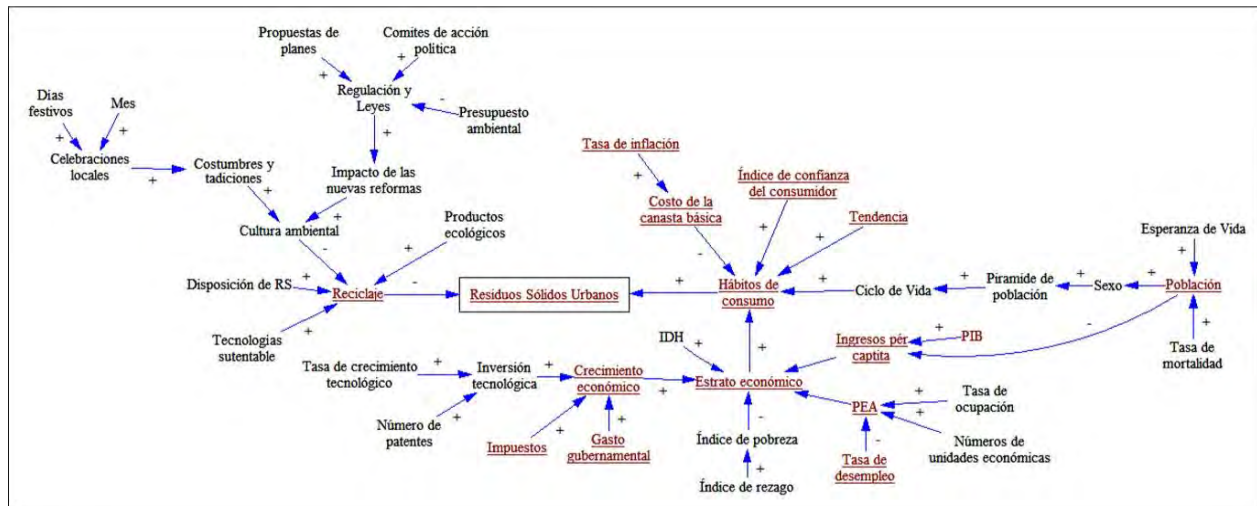 Propuestas de
planes
Comites de acción
política
+
+
Regulación y
Leyes
-
Presupuesto
ambiental
Días
festivos
Mes
+
+
Celebraciones
locales
+
Costumbres y
tadiciones
+
+
Impacto de las
nuevas reformas
+
Cultura ambiental
-
Productos
ecológicos
+
Disposición de RS
+
Reciclaje
-
Tecnologías
sutentable
+
Residuos Sólidos Urbanos
+
Tasa de inflación
+
Costo de la
canasta básica
-
Índice de confianza
del consumidor
+
Tendencia
+
Hábitos de
consumo
+
Ciclo de Vida
+
Piramide de
población
+
Sexo
+
Población
Esperanza de Vida
+
+
Tasa de
mortalidad
-
Ingresos pér
captita
+
PIB
+
IDH
+
Estrato económico
Tasa de crecimiento
tecnológico
+
Inversión
tecnológica
+
Crecimiento
económico
+
Número de
patentes
+
Impuestos
+
Gasto
gubernamental
+
-
Índice de pobreza
+
Índice de rezago
PEA
+
Tasa de
ocupación
+
Números de
unidades económicas
-
Tasa de
desempleo